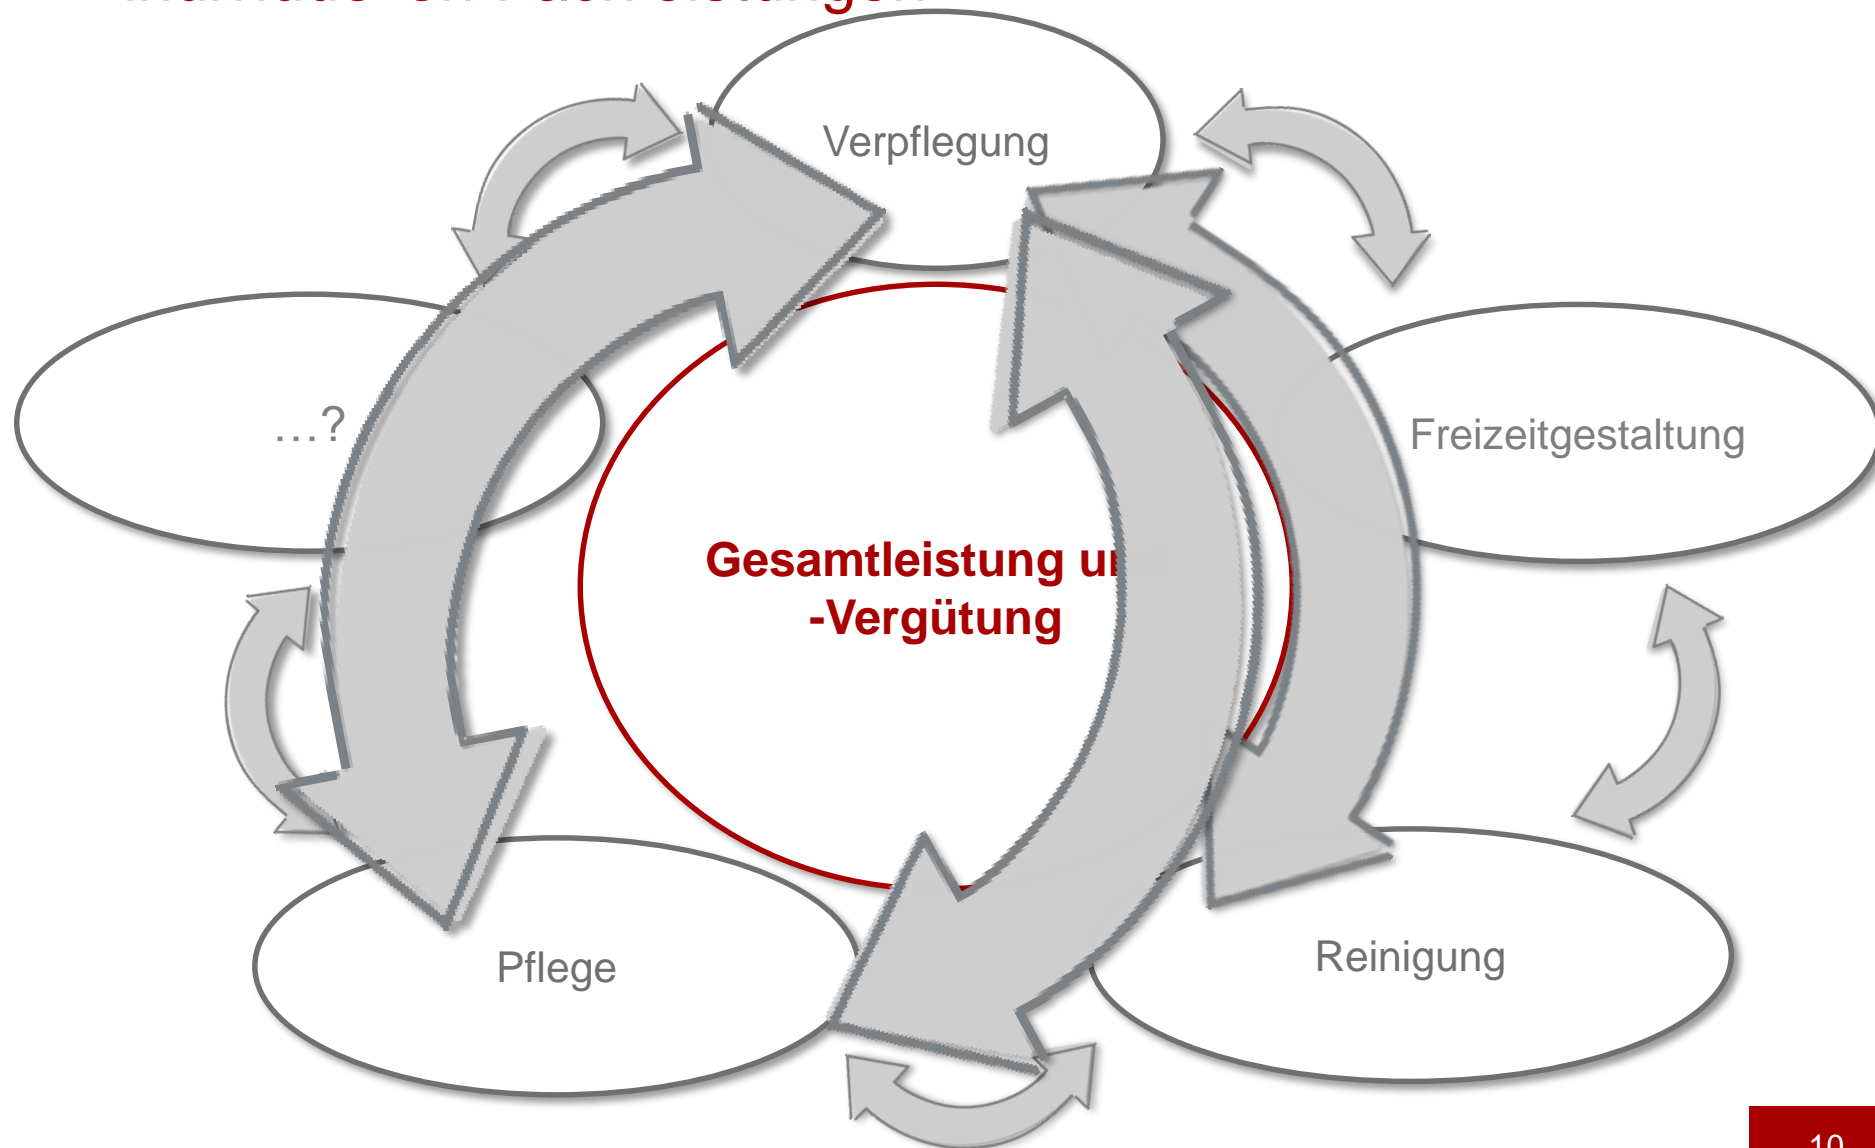 Verpflegung
…?
Freizeitgestaltung
Gesamtleistung
-Vergütung
Pflege
Reinigung
10